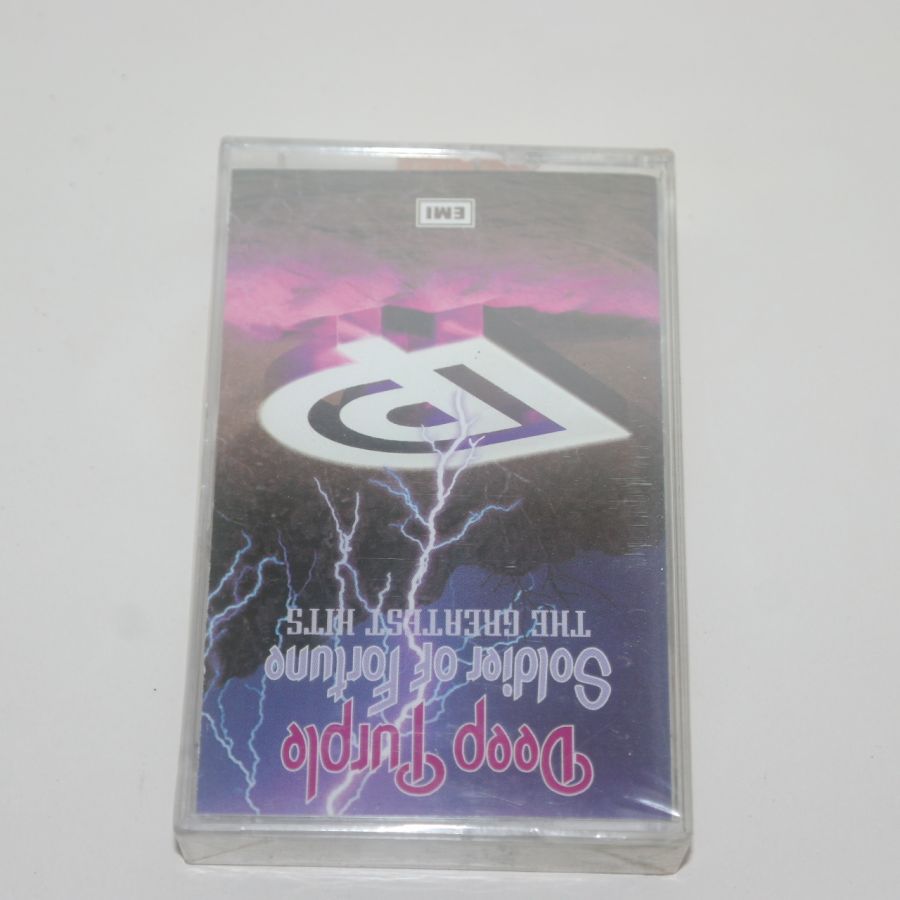 Deep Purple
Soldier of Fortune
THE GREATEST HITS
EMI